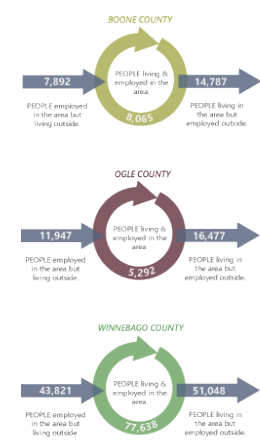 BOONE COUNTY
7,892
PEOPLE living &
employed in the
area.
14,787
8,065
PEOPLE employed
in the area but
living outside.
PEOPLE living in
the area but
employed outside.
OGLE COUNTY
11,947
PEOPLE living &
employed in the
area.
16,477
5,292
PEOPLE employed
in the area but
living outside.
PEOPLE living in
the area but
employed outside.
WINNEBAGO COUNTY
43,821
PEOPLE living &
employed in the
area.
51,048
77,638
PEOPLE employed
in the area but
living outside.
PEOPLE living in
the area but
employed outside.